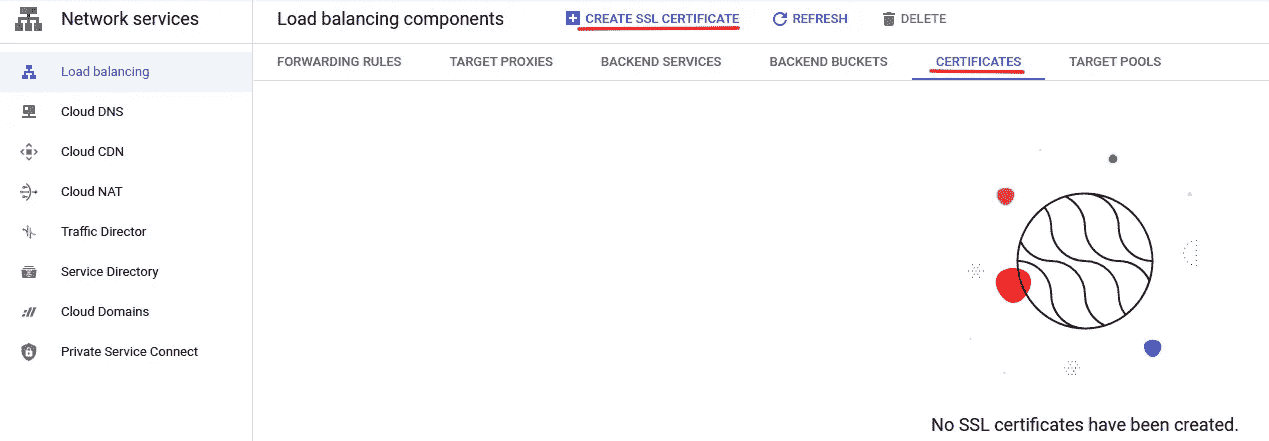 Network services
Load balancing components
CREATE SSL CERTIFICATE
REFRESH
DELETE
Load balancing
Cloud DNS
Cloud CDN
Cloud NAT
Traffic Director
Service Directory
Cloud Domains
Private Service Connect
FORWARDING RULES
TARGET PROXIES
BACKEND SERVICES
BACKEND BUCKETS
CERTIFICATES
TARGET POOLS
No SSL certificates have been created.